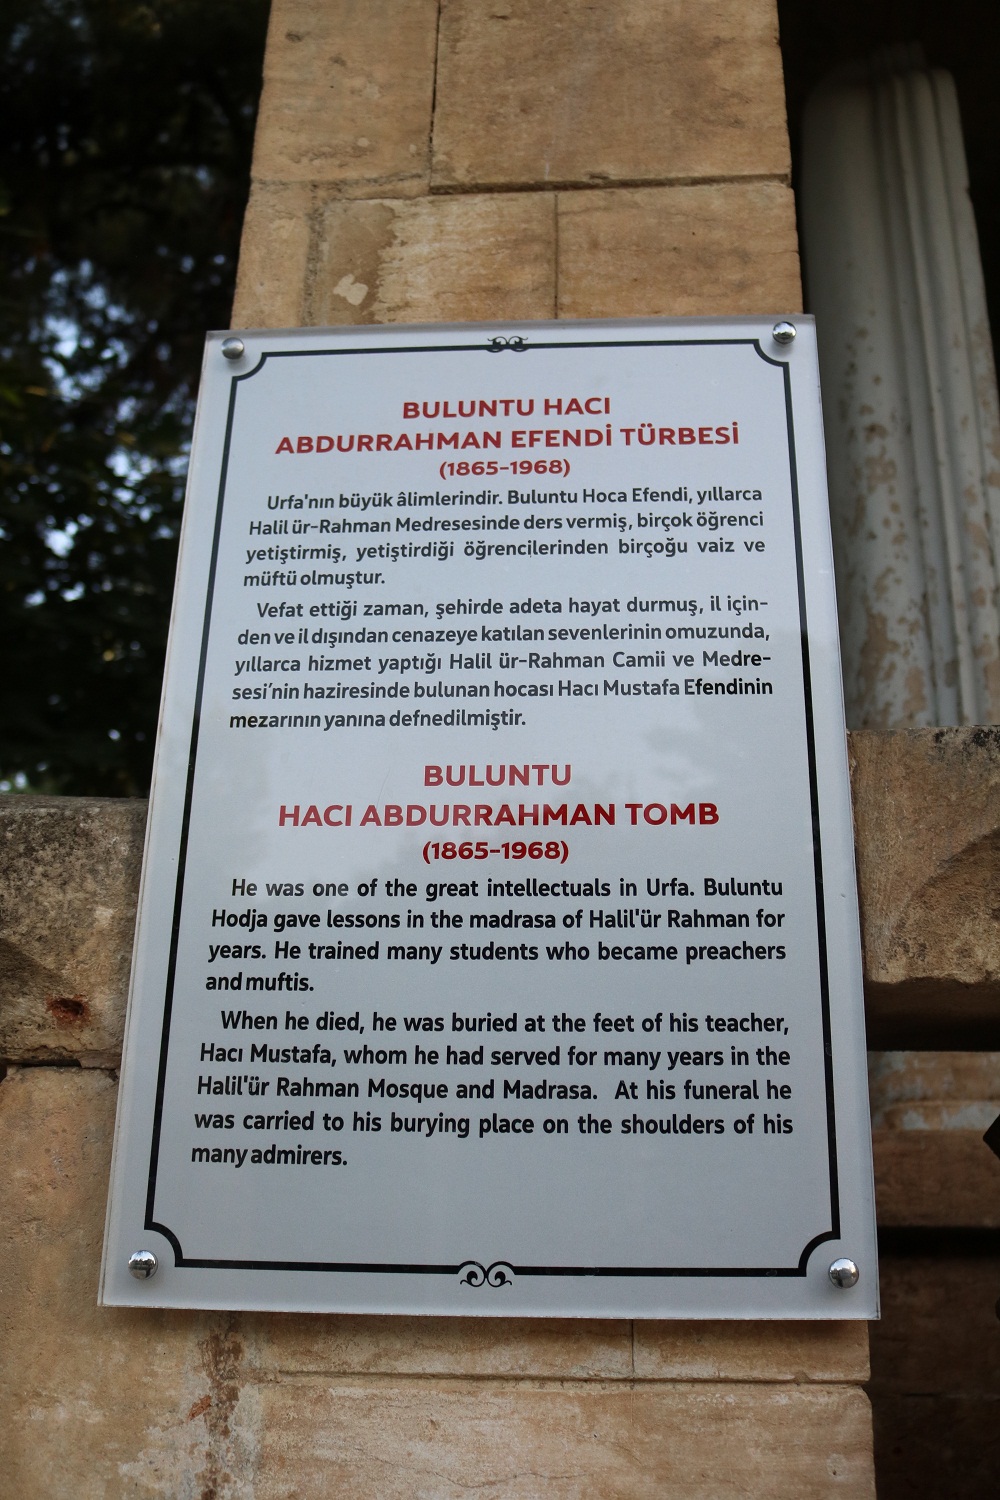 BULUNTU HACI
ABDURRAHMAN EFENDİ TÜRBESİ
(1865-1968)
Urfa'nın büyük âlimlerindir. Buluntu Hoca Efendi, yıllarca
Halil ür-Rahman Medresesinde ders vermiş, birçok öğrenci
yetiştirmiş, yetiştirdiği öğrencilerinden birçoğu vaiz ve
müftü olmuştur.
Vefat ettiği zaman, şehirde adeta hayat durmuş, il için-
den ve il dışından cenazeye katılan sevenlerinin omuzunda,
yıllarca hizmet yaptığı Halil ür-Rahman Camii ve Medre-
sesi'nin haziresinde bulunan hocası Hacı Mustafa Efendinin
mezarının yanına defnedilmiştir.
BULUNTU
HACI ABDURRAHMAN TOMB
(1865-1968)
He was one of the great intellectuals in Urfa. Buluntu
Hodja gave lessons in the madrasa of Halil'ür Rahman for
years. He trained many students who became preachers
and muftis.
When he died, he was buried at the feet of his teacher,
Hacı Mustafa, whom he had served for many years in the
Halil'ür Rahman Mosque and Madrasa. At his funeral he
was carried to his burying place on the shoulders of his
many admirers.